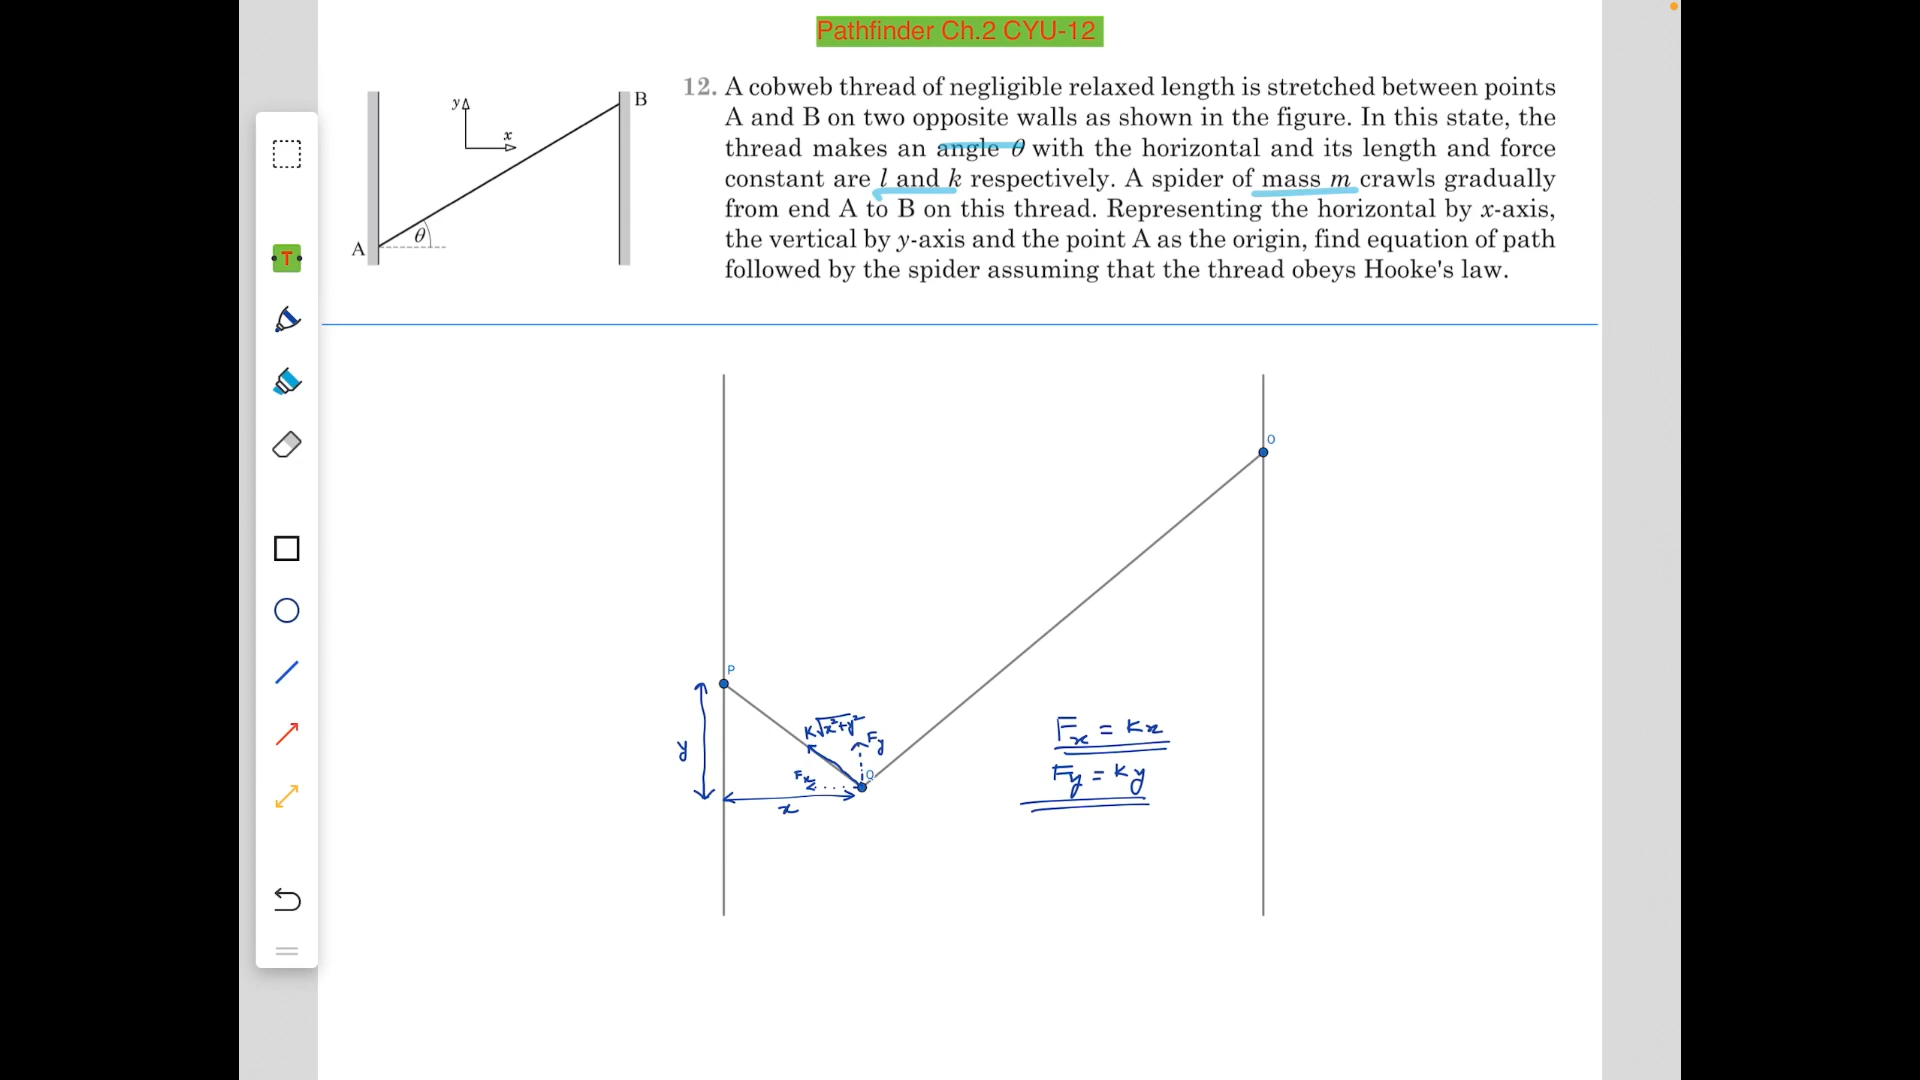 Pathfinder Ch.2 CYU-12
12. A cobweb thread of negligible relaxed length is stretched between points
A and B on two opposite walls as shown in the figure. In this state, the
thread makes an angle θ with the horizontal and its length and force
constant are l and k respectively. A spider of mass m crawls gradually
from end A to B on this thread. Representing the horizontal by x-axis,
the vertical by y-axis and the point A as the origin, find equation of path
followed by the spider assuming that the thread obeys Hooke's law.
y
x
B
A
θ
T
O
P
K√x²+y²
Fy
Fx
Q
y
x
Fx = Kx
Fy = Ky